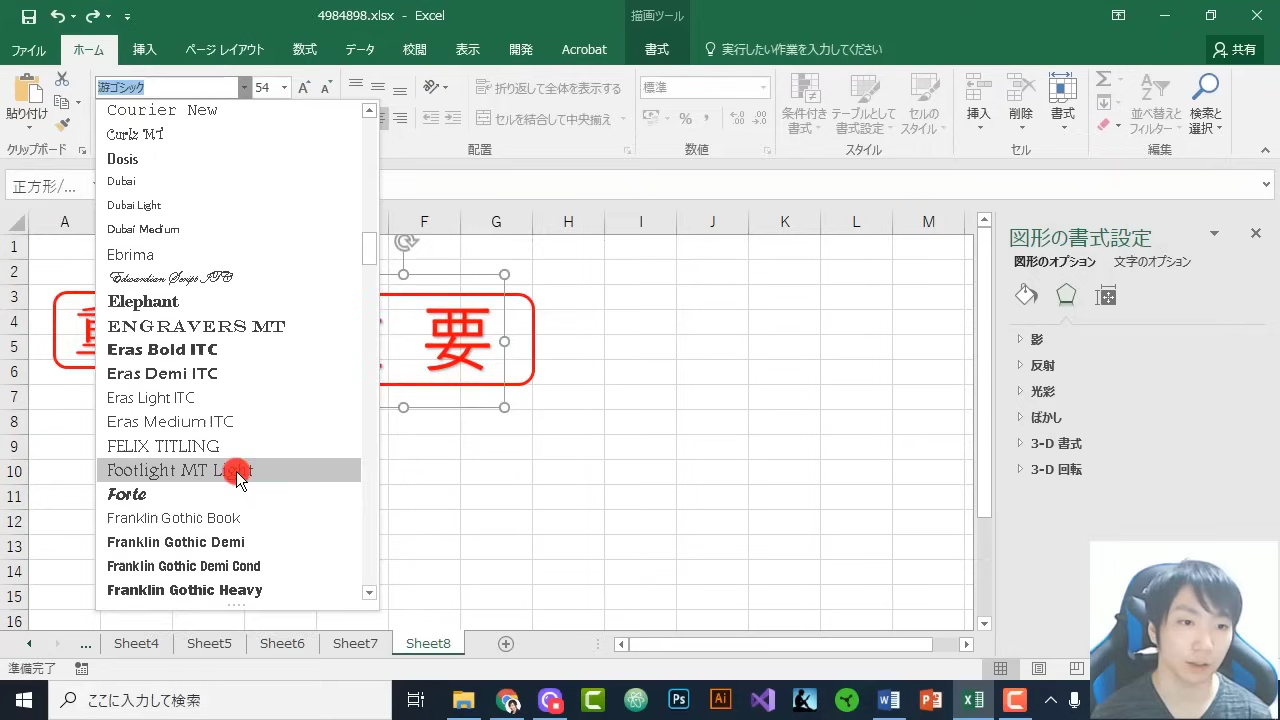 4984898.xlsx - Excel
描画ツール
ファイル
ホーム
挿入
ページ レイアウト
数式
データ
校閲
表示
開発
Acrobat
書式
実行したい作業を入力してください
共有
貼り付け
クリップボード
游ゴシック
54
折り返して全体を表示する
セルを結合して中央揃え
配置
標準
数値
条件付き書式
テーブルとして書式設定
セルのスタイル
スタイル
挿入
削除
書式
セル
並べ替えとフィルター
検索と選択
編集
正方形/...
Courier New
Curlz MT
Dosis
Dubai
Dubai Light
Dubai Medium
Ebrima
Edwardian Script ITC
Elephant
ENGRAVERS MT
Eras Bold ITC
Eras Demi ITC
Eras Light ITC
Eras Medium ITC
FELIX TITLING
Footlight MT Light
Forte
Franklin Gothic Book
Franklin Gothic Demi
Franklin Gothic Demi Cond
Franklin Gothic Heavy
A F G H I J K L M
1
2
3
4
5
6
7
8
9
10
11
12
13
14
15
16
要
図形の書式設定
図形のオプション 文字のオプション
影
反射
光彩
ぼかし
3-D 書式
3-D 回転
... Sheet4 Sheet5 Sheet6 Sheet7 Sheet8
準備完了
ここに入力して検索